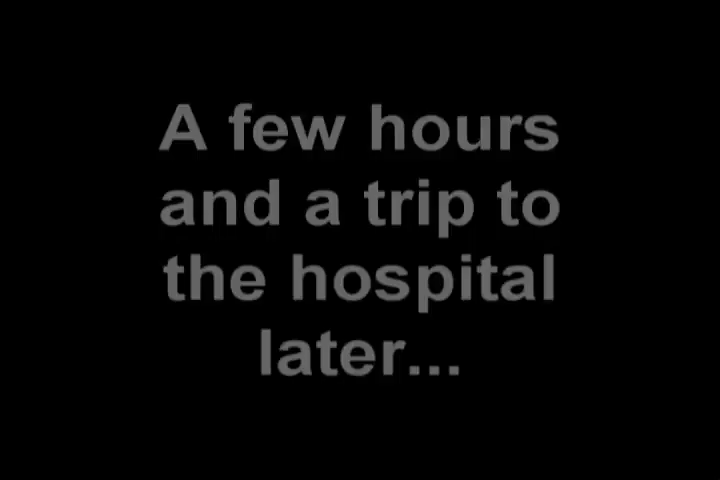 A few hours
and a trip to
the hospital
later...